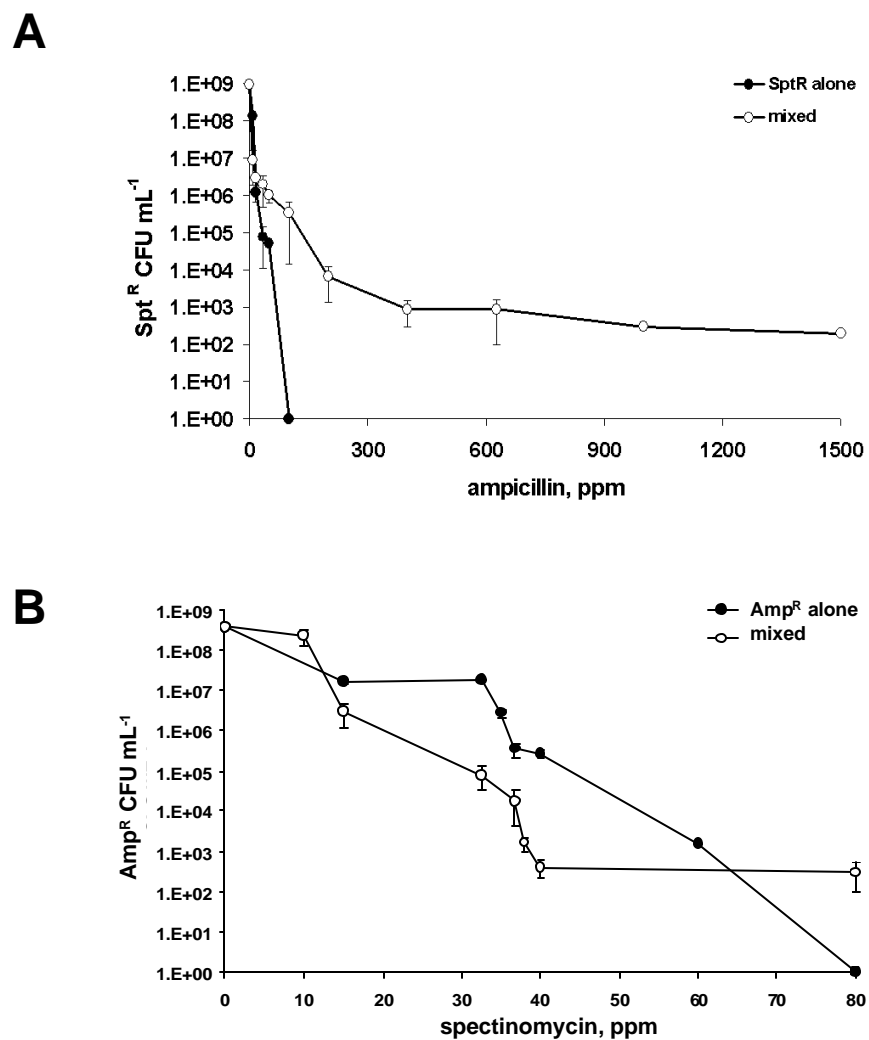 A
1.E+09
1.E+08
1.E+07
1.E+06
1.E+05
1.E+04
1.E+03
1.E+02
1.E+01
1.E+00
Spt R CFU mL-1
SptR alone
mixed
0 300 600 900 1200 1500
ampicillin, ppm
B
1.E+09
1.E+08
1.E+07
1.E+06
1.E+05
1.E+04
1.E+03
1.E+02
1.E+01
1.E+00
AmpR CFU mL-1
AmpR alone
mixed
0 10 20 30 40 50 60 70 80
spectinomycin, ppm